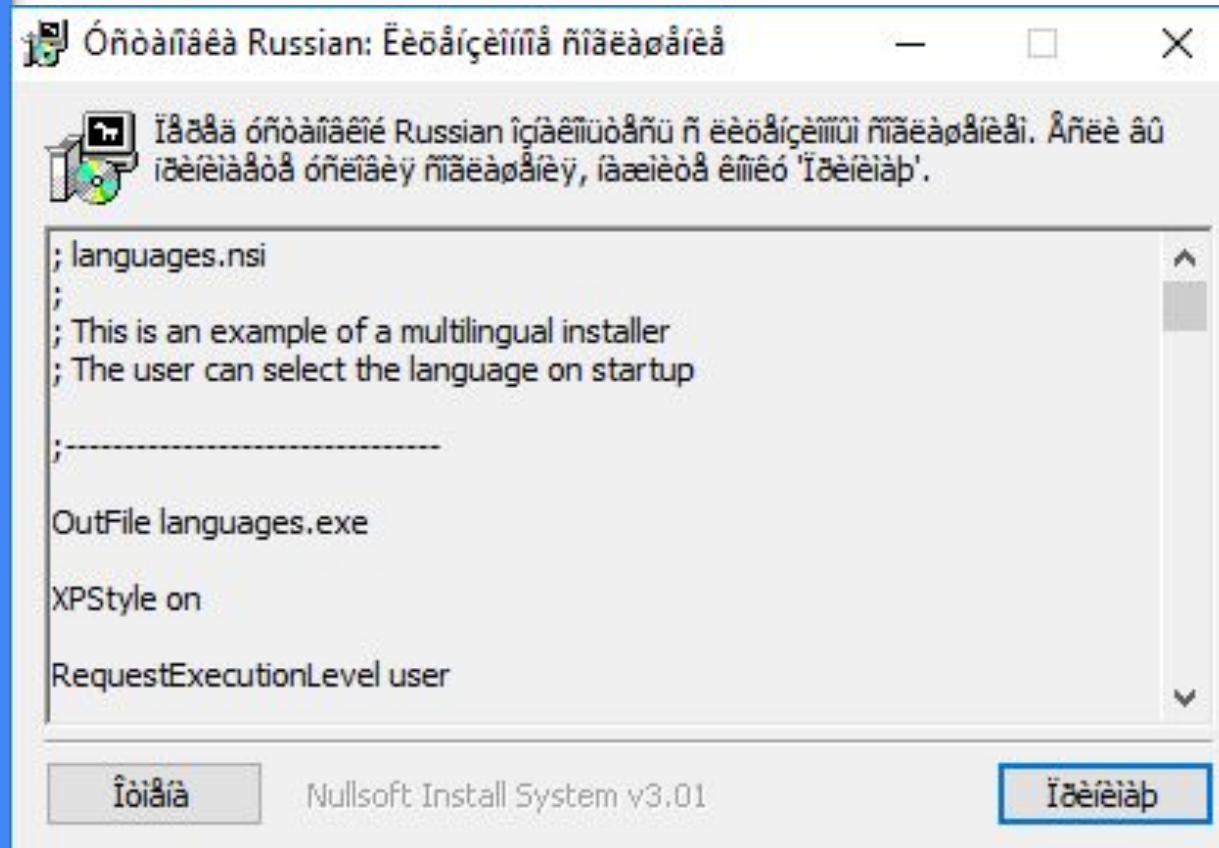 Óñòàíîâêà Russian: Ëèöåíçèîííîå ñîãëàøåíèå
Ïåðåä óñòàíîâêîé Russian îçíàêîìüòåñü ñ ëèöåíçèîííûì ñîãëàøåíèåì. Åñëè âû
ïðèíèìàåòå óñëîâèÿ ñîãëàøåíèÿ, íàæìèòå êíîïêó 'Ïðèíèìàþ'.
; languages.nsi
;
; This is an example of a multilingual installer
; The user can select the language on startup
;--------------------------------
OutFile languages.exe
XPStyle on
RequestExecutionLevel user
Îòìåíà
Nullsoft Install System v3.01
Ïðèíèìàþ